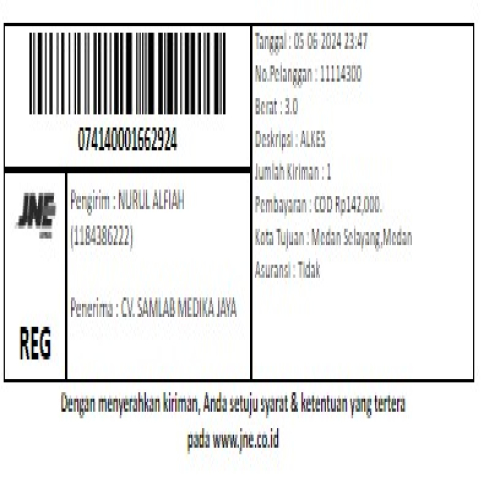 074140001662924
JNE
EXPRESS
REG
Pengirim : NURUL ALFIAH
(1184386222)
Penerima : CV. SAMLAB MEDIKA JAYA
Tanggal : 05 06 2024 23:47
No.Pelanggan : 11114300
Berat : 3.0
Deskripsi : ALKES
Jumlah Kiriman : 1
Pembayaran : COD Rp142,000.
Kota Tujuan : Medan Selayang,Medan
Asuransi : Tidak
Dengan menyerahkan kiriman, Anda setuju syarat & ketentuan yang tertera
pada www.jne.co.id